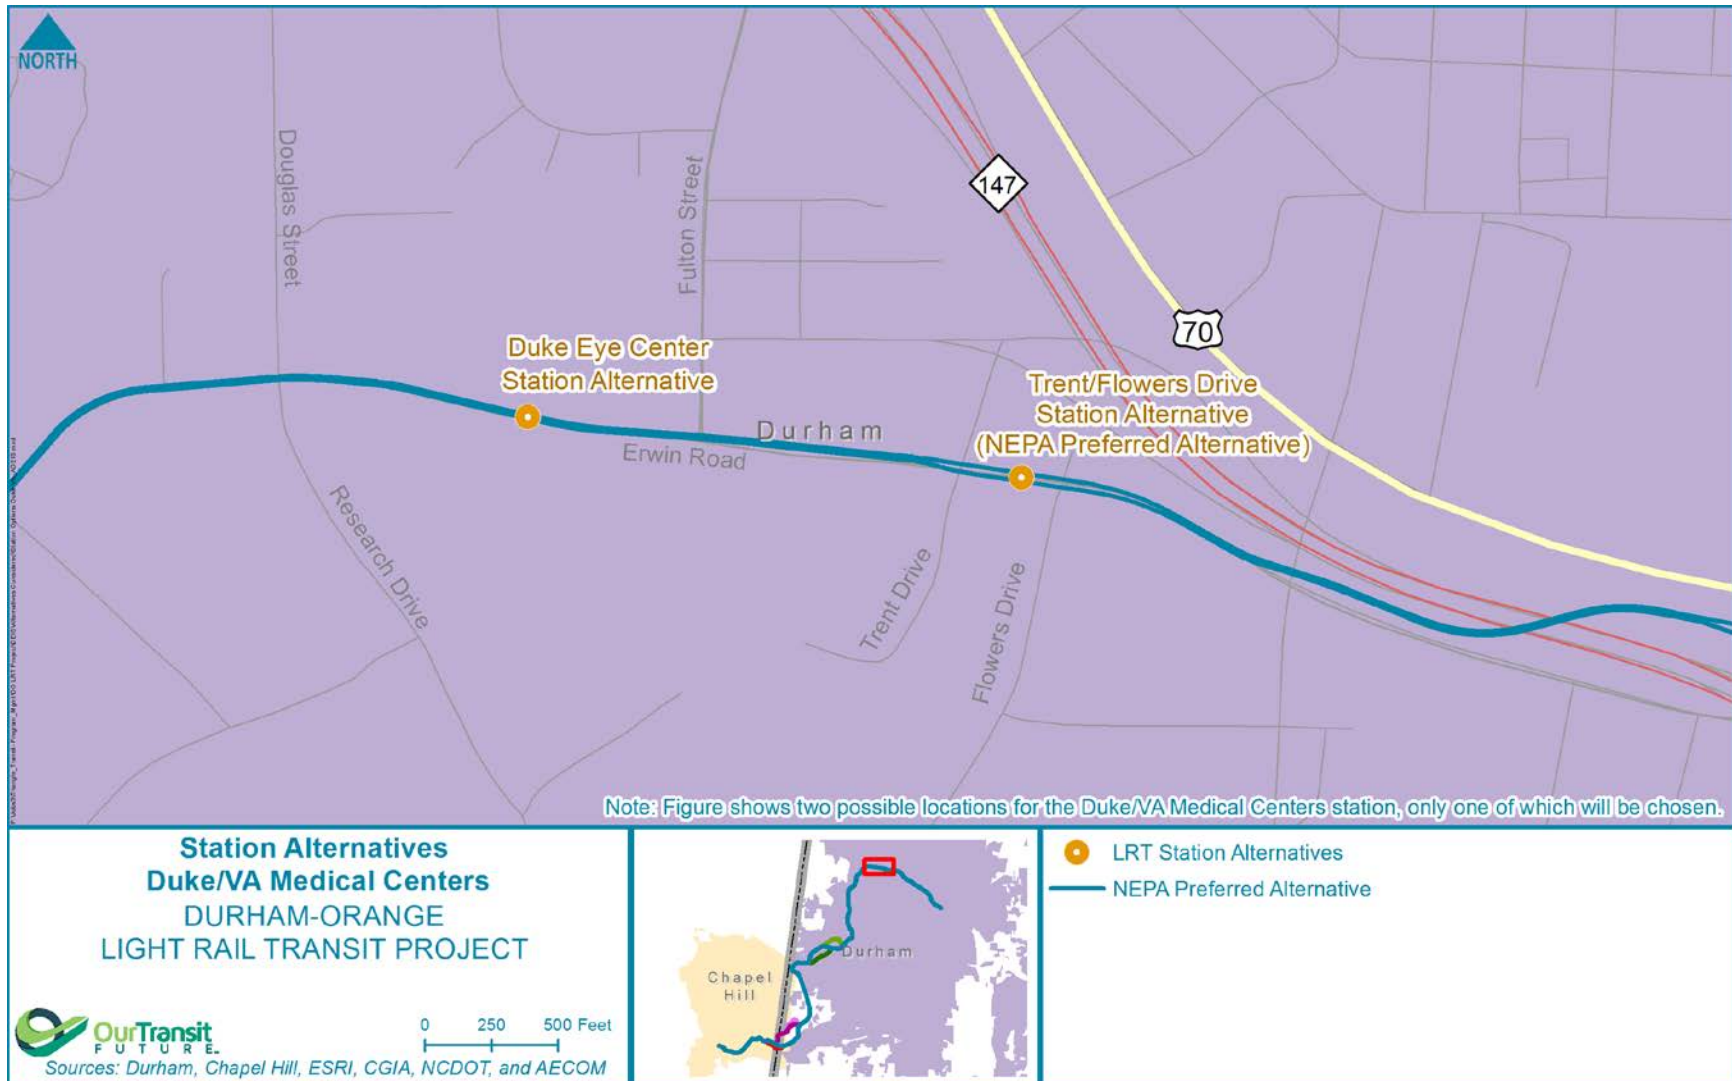 NORTH
Douglas Street
Fulton Street
147
70
Duke Eye Center
Station Alternative
Trent/Flowers Drive
Station Alternative
(NEPA Preferred Alternative)
Durham
Erwin Road
Research Drive
Trent Drive
Flowers Drive
Note: Figure shows two possible locations for the Duke/VA Medical Centers station, only one of which will be chosen.
Station Alternatives
Duke/VA Medical Centers
DURHAM-ORANGE
LIGHT RAIL TRANSIT PROJECT
OurTransit
FUTURE
0 250 500 Feet
Sources: Durham, Chapel Hill, ESRI, CGIA, NCDOT, and AECOM
Durham
Chapel
Hill
LRT Station Alternatives
NEPA Preferred Alternative